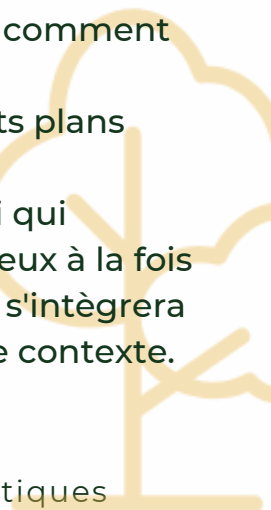 comment
ts plans
i qui
eux à la fois
s'intègrera
e contexte.
tiques